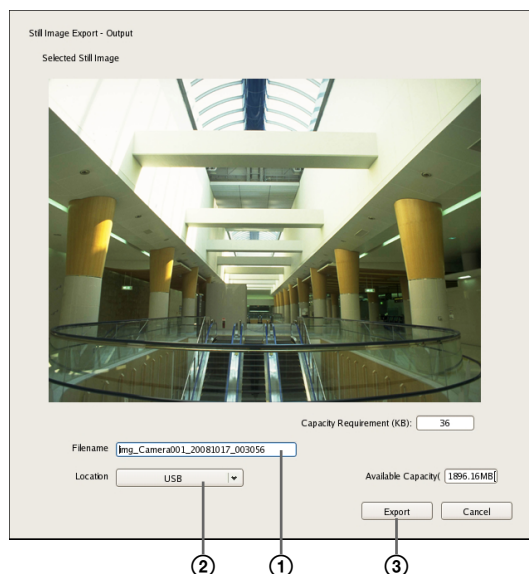 Still Image Export - Output
Selected Still Image
Capacity Requirement (KB): 36
Filename img_Camera001_20081017_003056
Location USB Available Capacity( 1896.16MB
Export Cancel
② ① ③